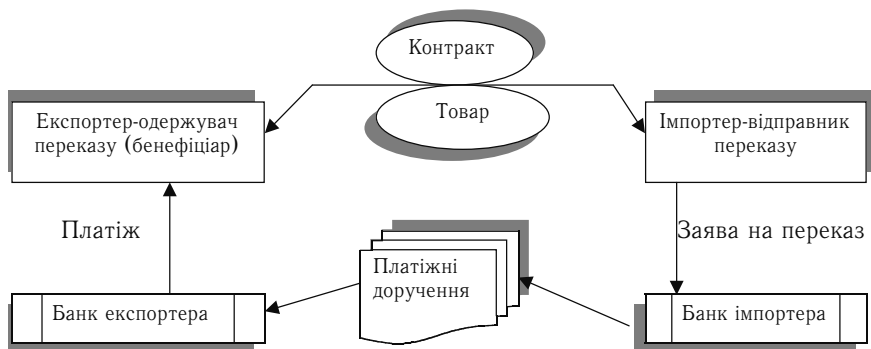 Контракт
Товар
Експортер-одержувач
переказу (бенефіціар)
Імпортер-відправник
переказу
Платіж
Заява на переказ
Платіжні
доручення
Банк експортера
Банк імпортера